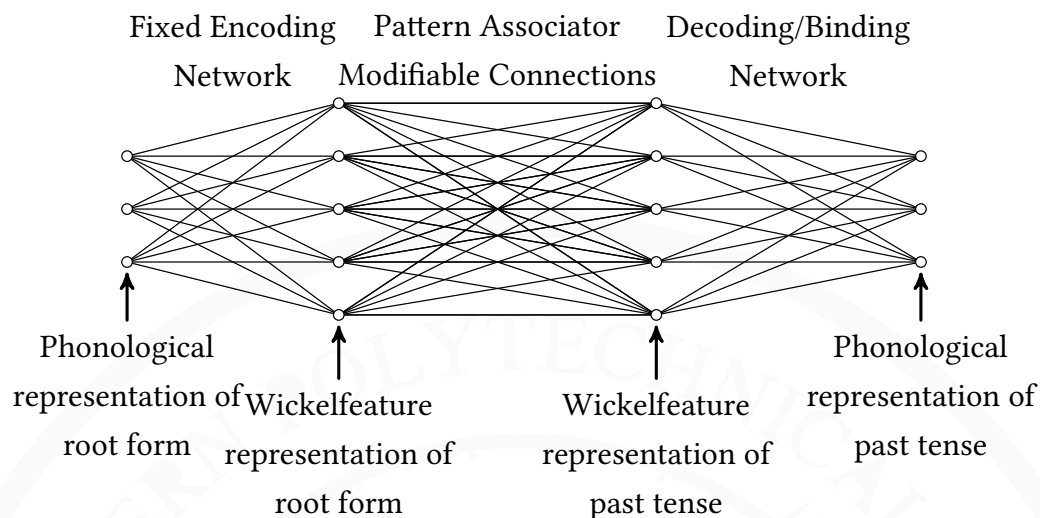 Fixed Encoding
Network
Pattern Associator
Modifiable Connections
Decoding/Binding
Network
Phonological
representation of
root form
Wickelfeature
representation of
root form
Wickelfeature
representation of
past tense
Phonological
representation of
past tense
POLYTECHNICAL